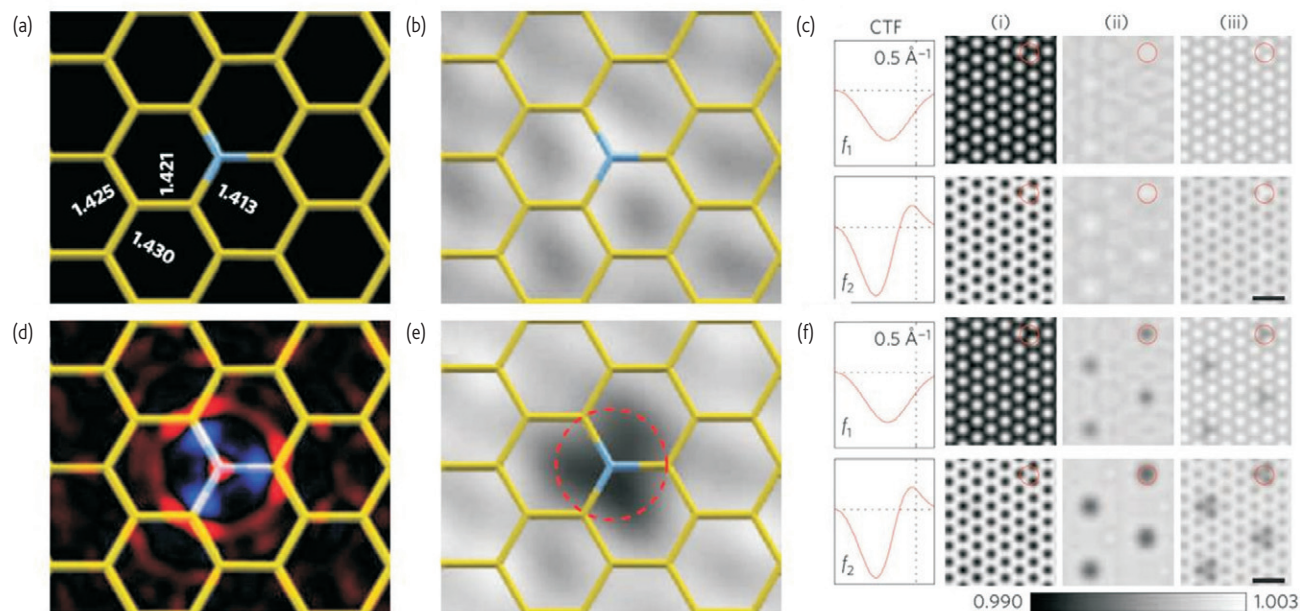 (a)
1.425
1.421
1.413
1.430
(b)
(c)
CTF
(i)
(ii)
(iii)
0.5 Å⁻¹
f₁
f₂
(d)
(e)
(f)
0.5 Å⁻¹
f₁
f₂
0.990
1.003